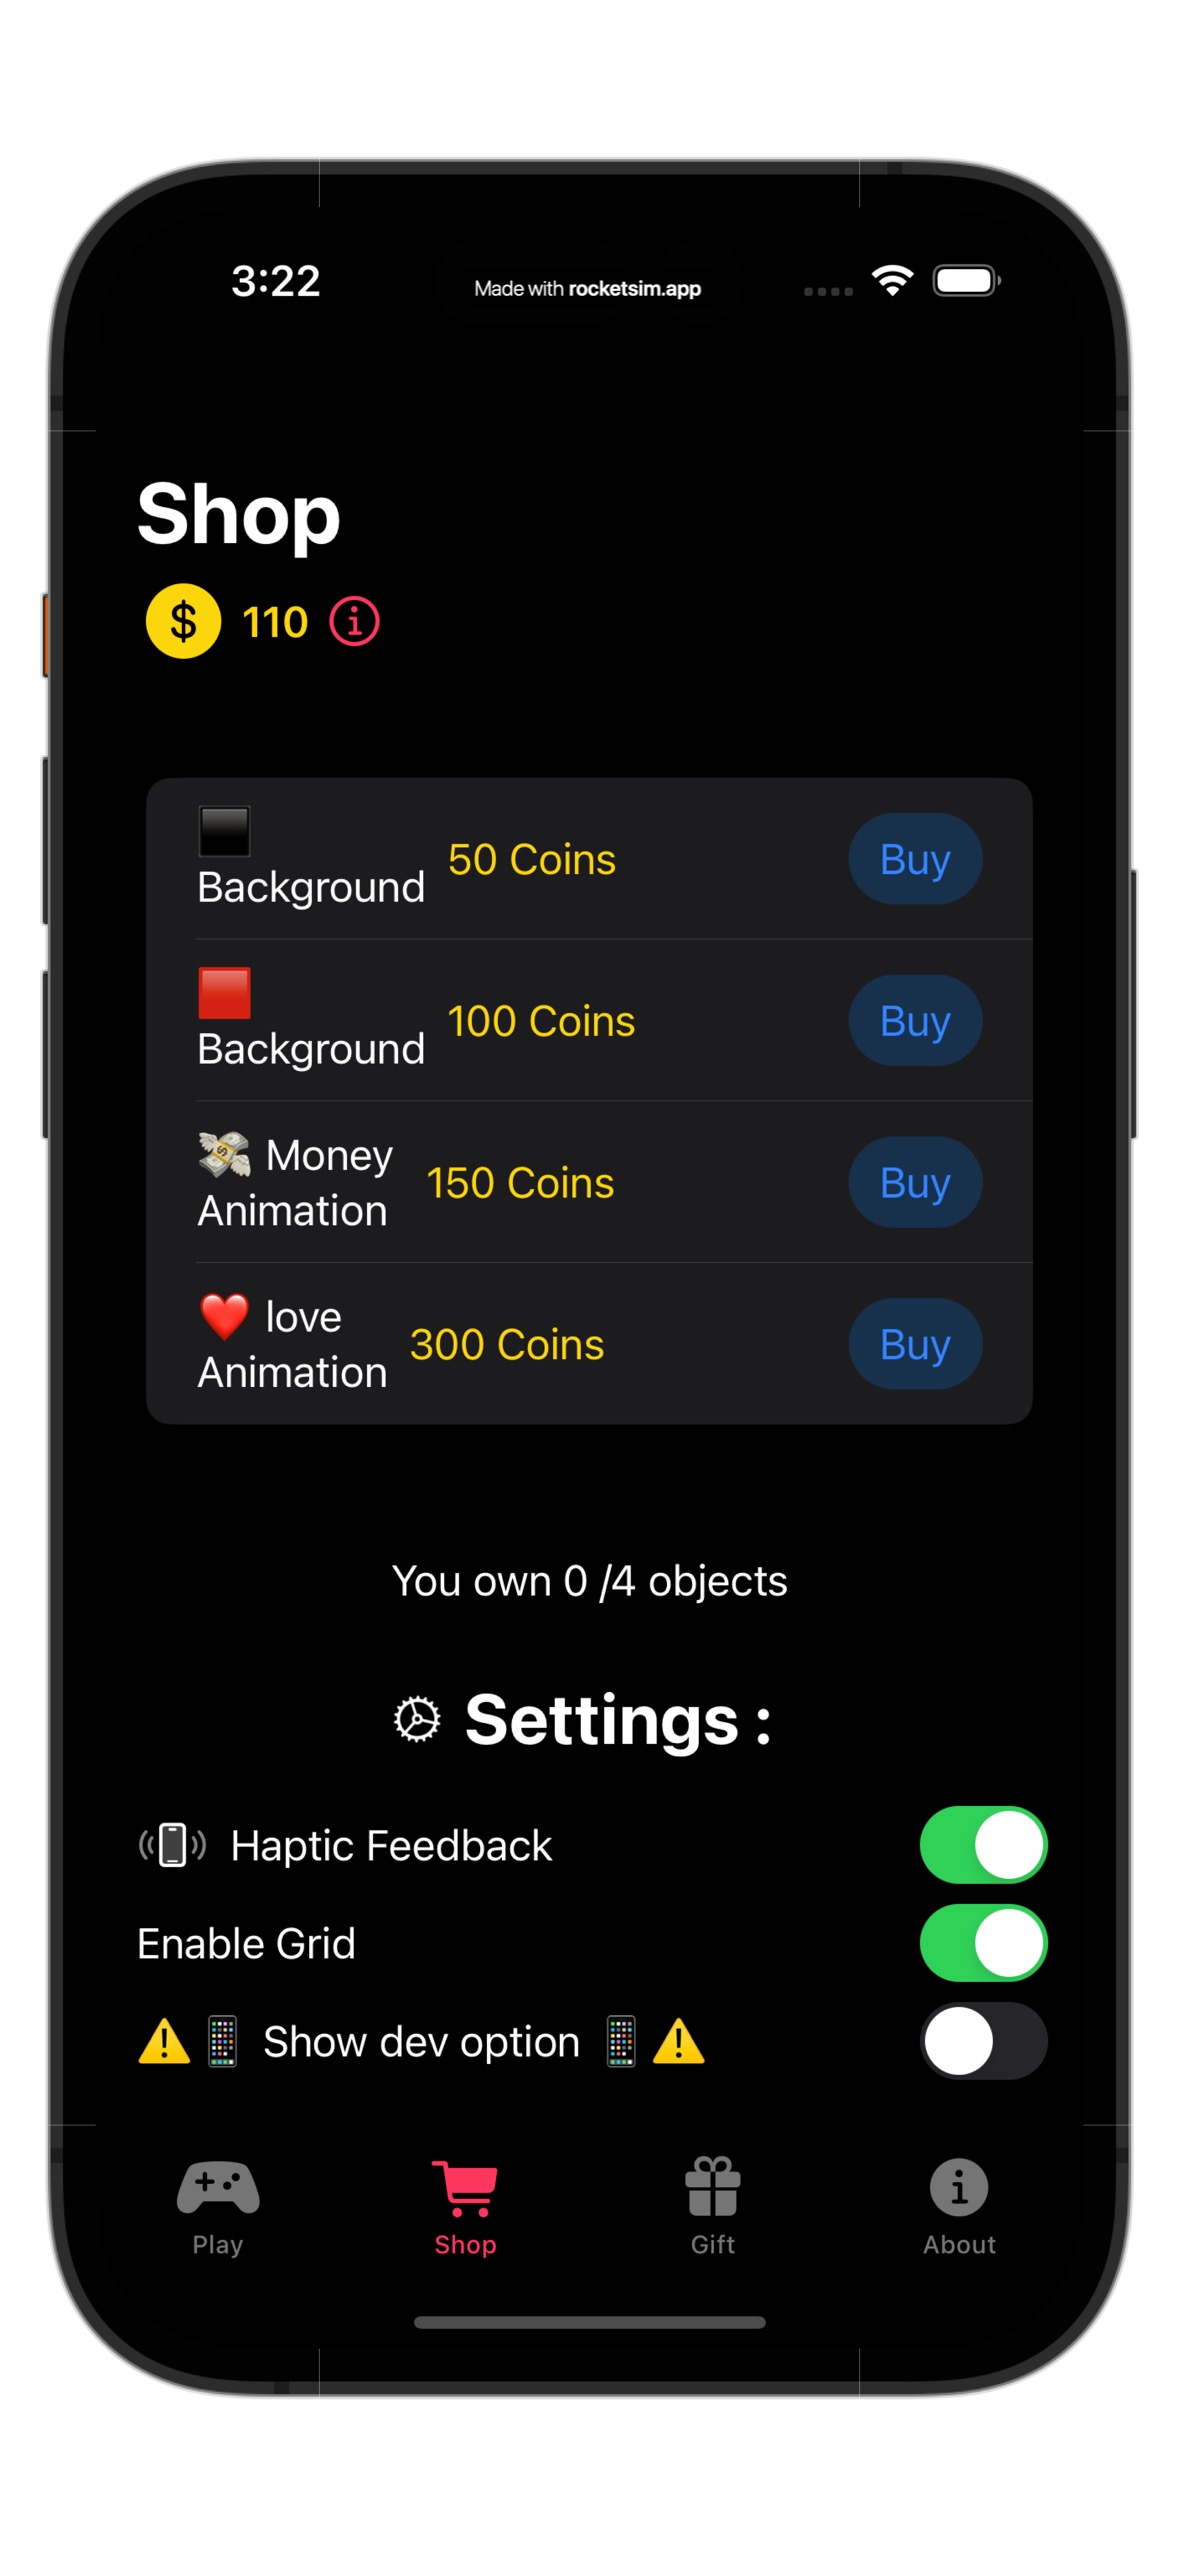 3:22
Made with rocketsim.app
Shop
$ 110
⬛
Background
50 Coins
Buy
🟥
Background
100 Coins
Buy
💸 Money
Animation
150 Coins
Buy
❤️ love
Animation
300 Coins
Buy
You own 0 /4 objects
Settings :
Haptic Feedback
Enable Grid
⚠️📱 Show dev option 📱⚠️
Play
Shop
Gift
About